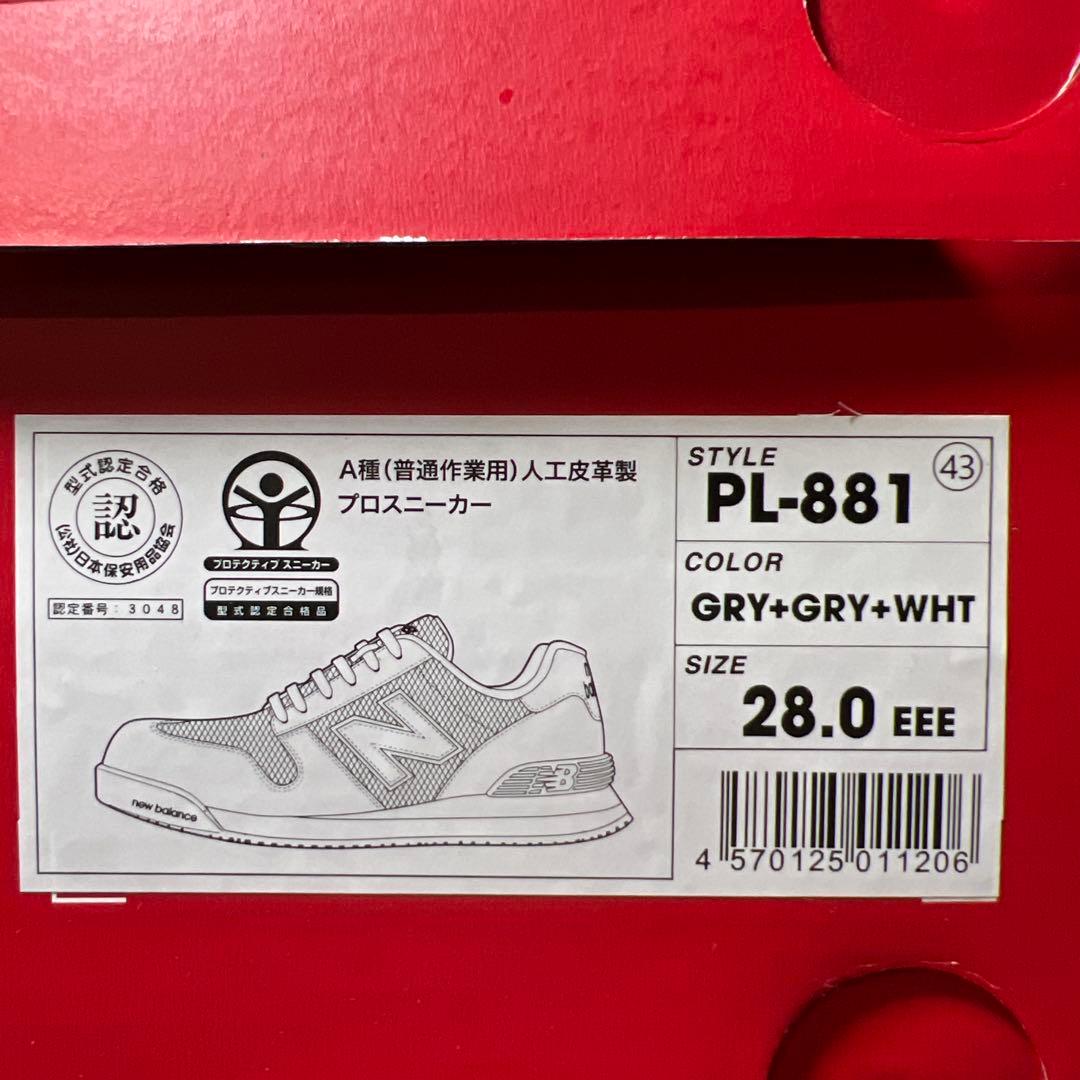 型式認定合格
認
(公社)日本保安用品協会
認定番号：3048
プロテクティブ スニーカー
プロテクティブスニーカー規格
型式認定合格品
A種(普通作業用)人工皮革製
プロスニーカー
new balance
N
NB
STYLE
43
PL-881
COLOR
GRY+GRY+WHT
SIZE
28.0 EEE
4 570125 011206